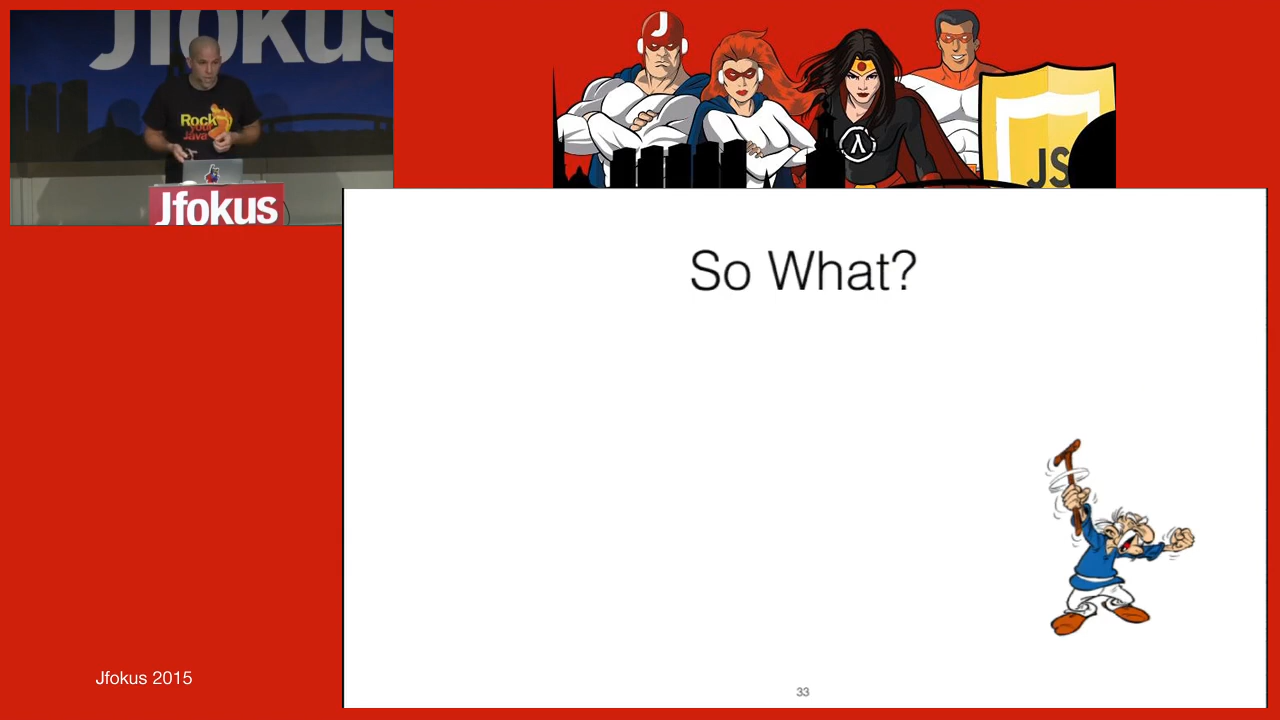 Jfokus
Rock
Java
Jfokus
J
λ
JS
So What?
33
Jfokus 2015